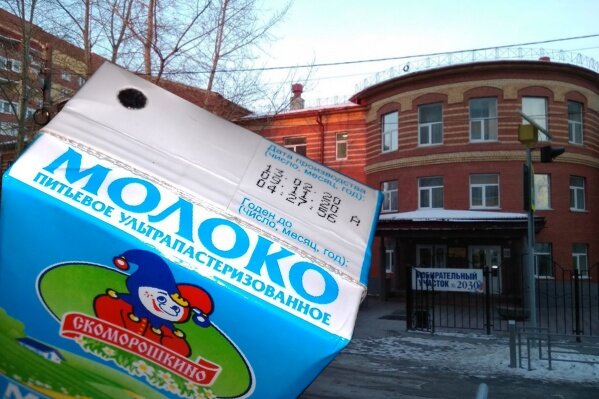 Дата производства
(число, месяц, год):
Годен до
(число, месяц, год):
МОЛОКО
ПИТЬЕВОЕ УЛЬТРАПАСТЕРИЗОВАННОЕ
СКОМОРОШКИНО
ИЗБИРАТЕЛЬНЫЙ
УЧАСТОК № 2030